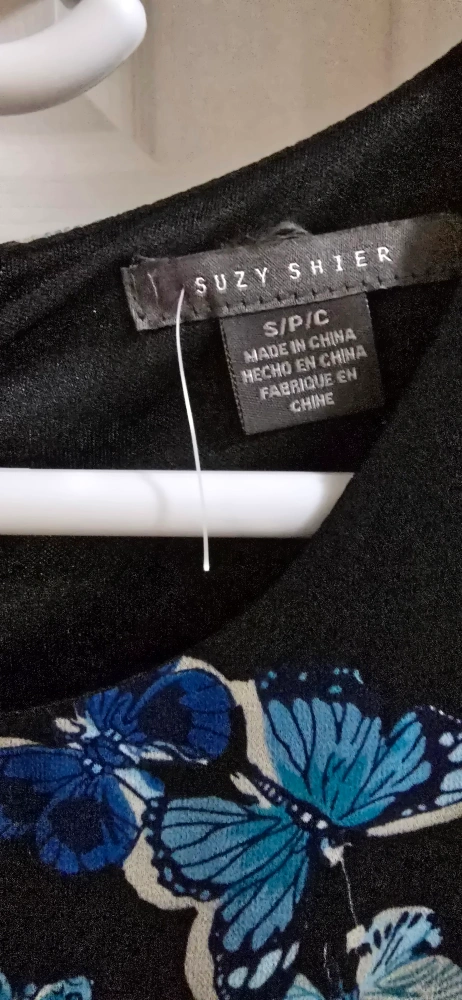 SUZY SHIER
S/P/C
MADE IN CHINA
HECHO EN CHINA
FABRIQUE EN
CHINE